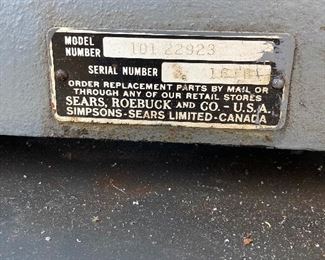 MODEL NUMBER 101 22923
SERIAL NUMBER
ORDER REPLACEMENT PARTS BY MAIL OR
THROUGH ANY OF OUR RETAIL STORES
SEARS, ROEBUCK AND CO. - U.S.A.
SIMPSONS-SEARS LIMITED-CANADA